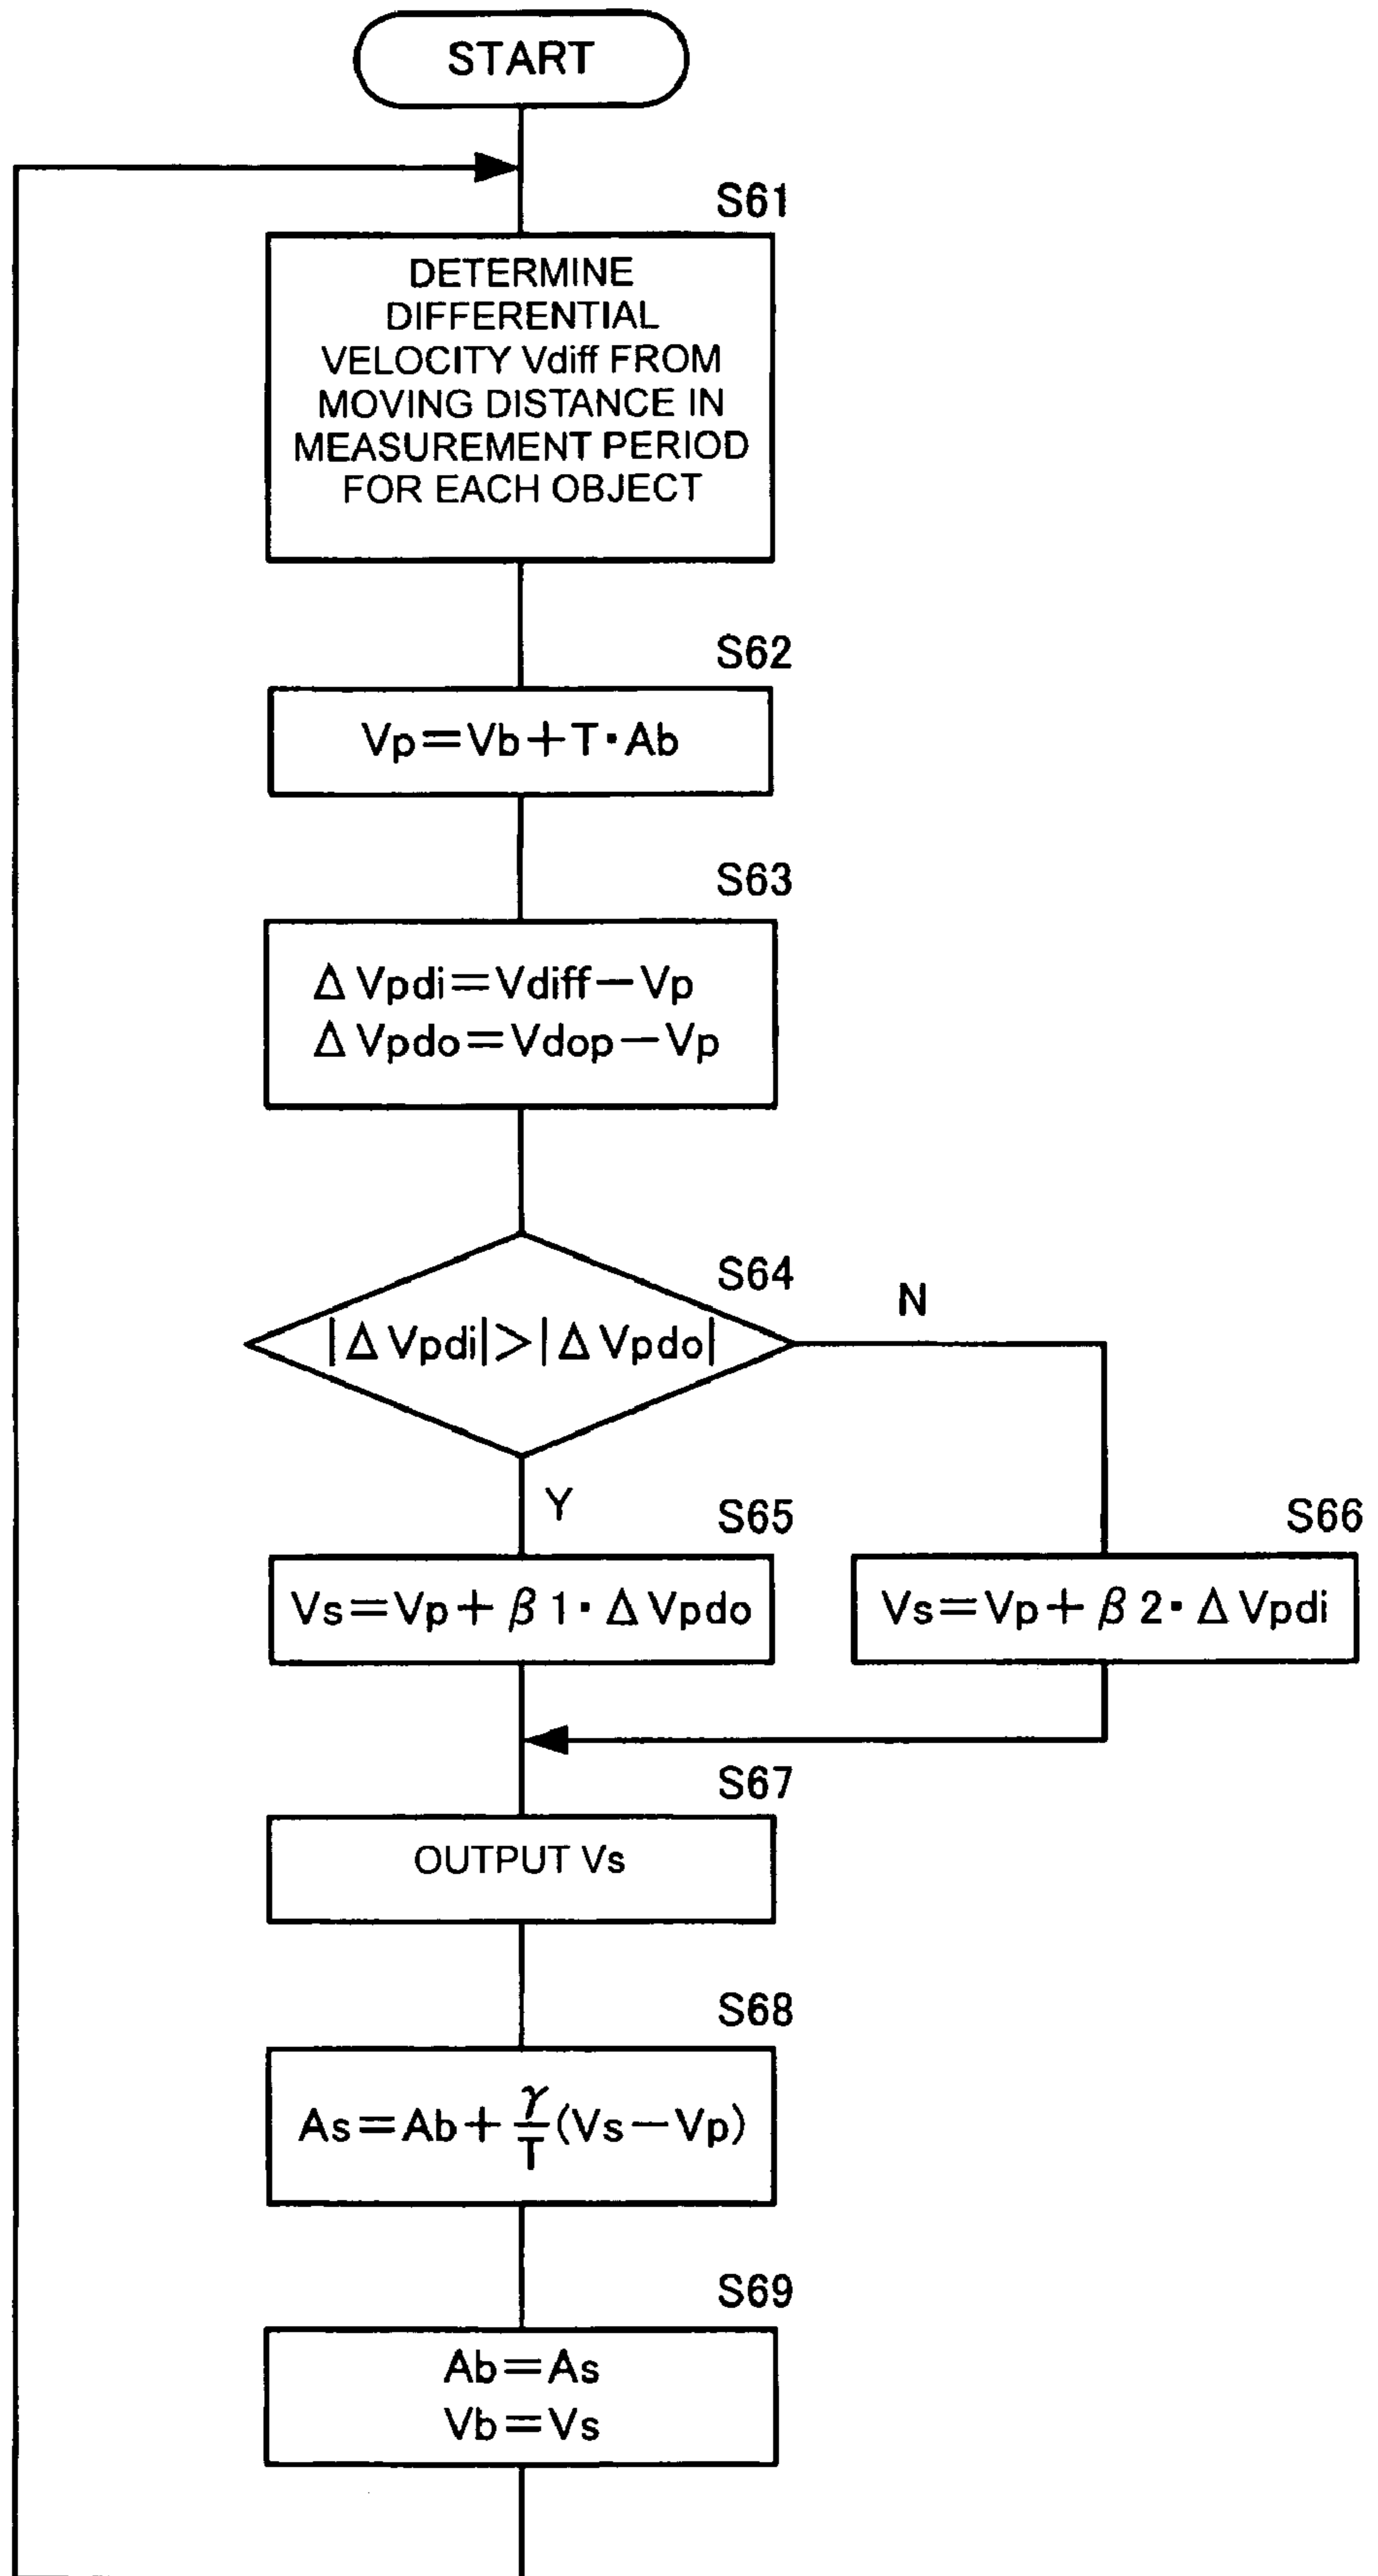 START
S61
DETERMINE
DIFFERENTIAL
VELOCITY Vdiff FROM
MOVING DISTANCE IN
MEASUREMENT PERIOD
FOR EACH OBJECT
S62
Vp=Vb+T·Ab
S63
ΔVpdi=Vdiff−Vp
ΔVpdo=Vdop−Vp
S64
N
|ΔVpdi|>|ΔVpdo|
Y
S65
S66
Vs=Vp+β1·ΔVpdo
Vs=Vp+β2·ΔVpdi
S67
OUTPUT Vs
S68
As=Ab+γ/T(Vs−Vp)
S69
Ab=As
Vb=Vs